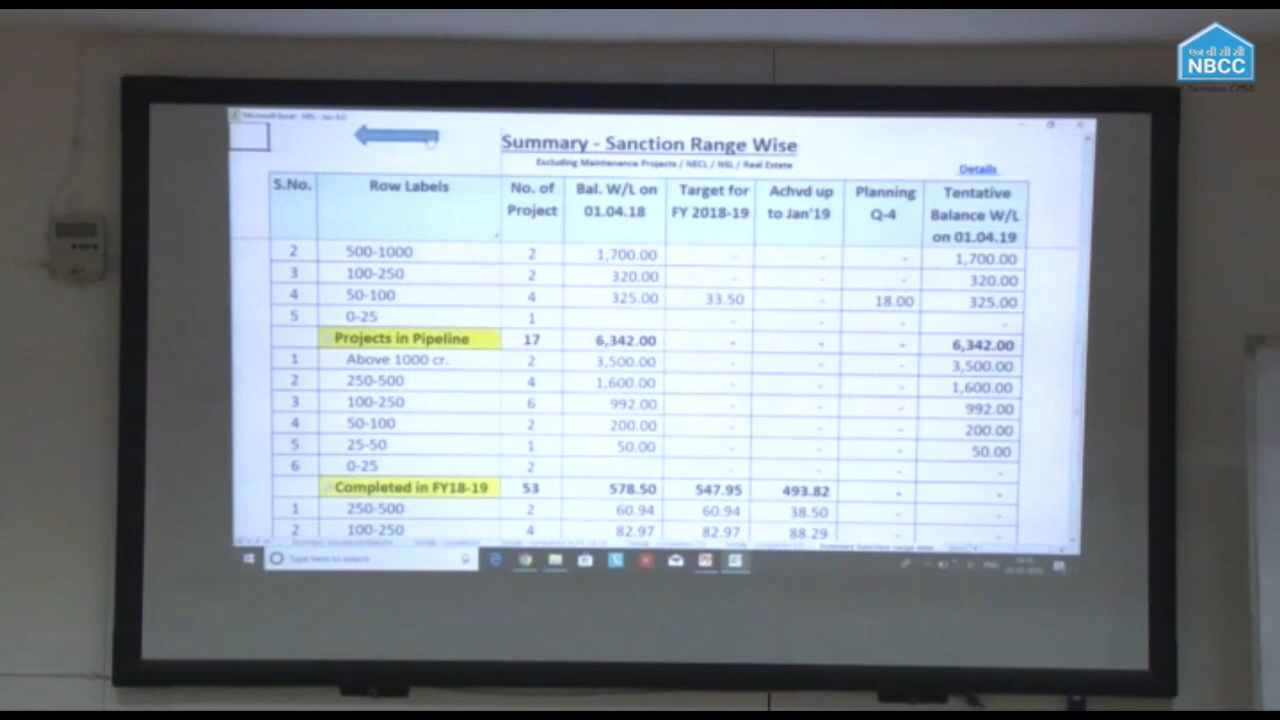 एन बी सी सी
NBCC
Summary - Sanction Range Wise
Excluding Maintenance Projects / NECL / NSL / Real Estate
Details
S.No. Row Labels No. of Project Bal. W/L on 01.04.18 Target for FY 2018-19 Achvd up to Jan'19 Planning Q-4 Tentative Balance W/L on 01.04.19
2 500-1000 2 1,700.00 - - - 1,700.00
3 100-250 2 320.00 - - - 320.00
4 50-100 4 325.00 33.50 - 18.00 325.00
5 0-25 1 - - - -
Projects in Pipeline 17 6,342.00 - - - 6,342.00
1 Above 1000 cr. 2 3,500.00 - - - 3,500.00
2 250-500 4 1,600.00 - - - 1,600.00
3 100-250 6 992.00 - - - 992.00
4 50-100 2 200.00 - - - 200.00
5 25-50 1 50.00 - - - 50.00
6 0-25 2 - - - -
Completed in FY18-19 53 578.50 547.95 493.82 - -
1 250-500 2 60.94 60.94 38.50 - -
2 100-250 4 82.97 82.97 88.29 - -
Type here to search